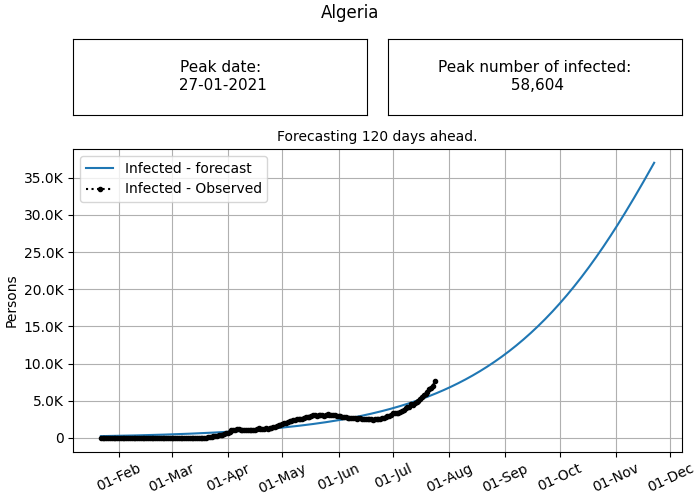 Algeria
Peak date:
27-01-2021
Peak number of infected:
58,604
Forecasting 120 days ahead.
Infected - forecast
Infected - Observed
Persons
35.0K
30.0K
25.0K
20.0K
15.0K
10.0K
5.0K
0
01-Feb
01-Mar
01-Apr
01-May
01-Jun
01-Jul
01-Aug
01-Sep
01-Oct
01-Nov
01-Dec